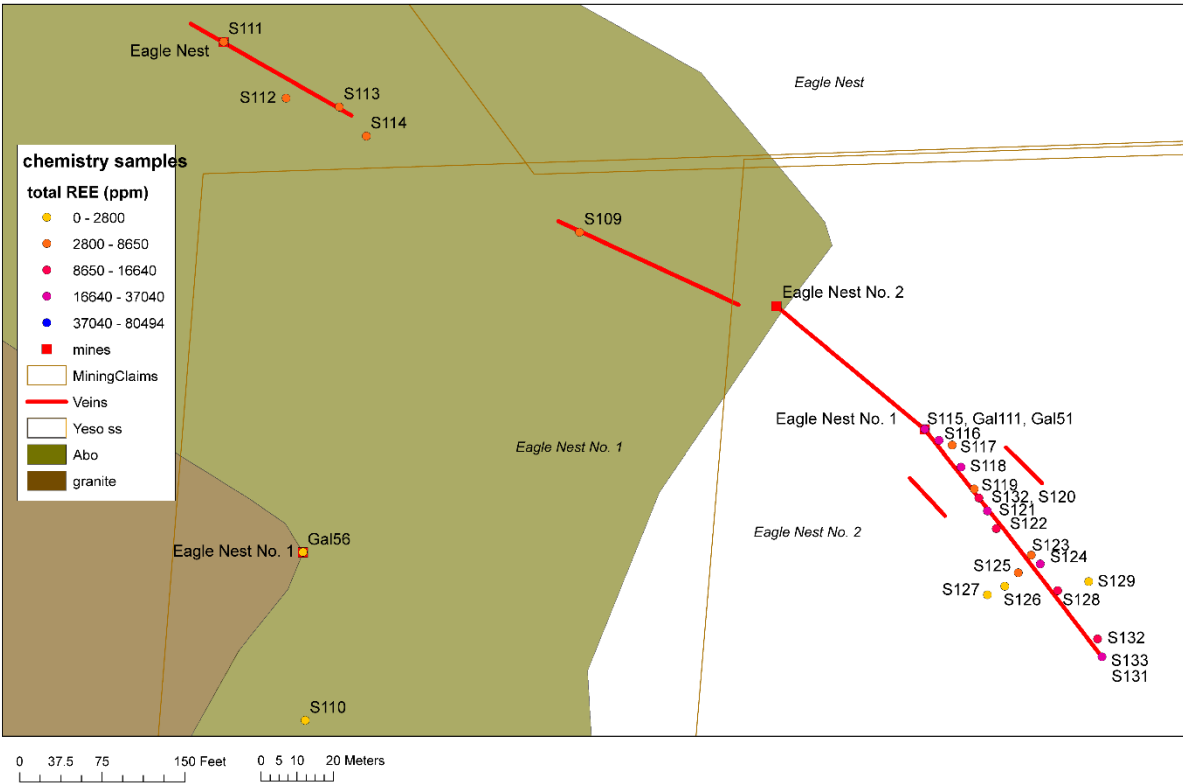 S111
Eagle Nest
Eagle Nest
S112
S113
S114
chemistry samples
total REE (ppm)
0 - 2800
2800 - 8650
8650 - 16640
16640 - 37040
37040 - 80494
mines
MiningClaims
Veins
Yeso ss
Abo
granite
S109
Eagle Nest No. 2
Eagle Nest No. 1
S115, Gal111, Gal51
S116
S117
Eagle Nest No. 1
S118
S119
S132, S120
S121
S122
Eagle Nest No. 2
S123
S124
Eagle Nest No. 1
Gal56
S125
S129
S127
S126
S128
S132
S133
S131
S110
0 37.5 75 150 Feet
0 5 10 20 Meters